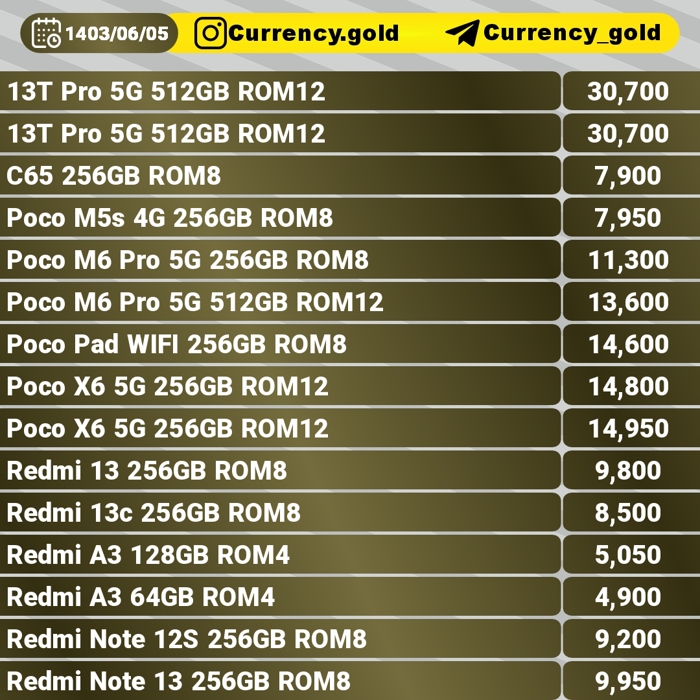 1403/06/05 Currency.gold Currency_gold
13T Pro 5G 512GB ROM12 30,700
13T Pro 5G 512GB ROM12 30,700
C65 256GB ROM8 7,900
Poco M5s 4G 256GB ROM8 7,950
Poco M6 Pro 5G 256GB ROM8 11,300
Poco M6 Pro 5G 512GB ROM12 13,600
Poco Pad WIFI 256GB ROM8 14,600
Poco X6 5G 256GB ROM12 14,800
Poco X6 5G 256GB ROM12 14,950
Redmi 13 256GB ROM8 9,800
Redmi 13c 256GB ROM8 8,500
Redmi A3 128GB ROM4 5,050
Redmi A3 64GB ROM4 4,900
Redmi Note 12S 256GB ROM8 9,200
Redmi Note 13 256GB ROM8 9,950